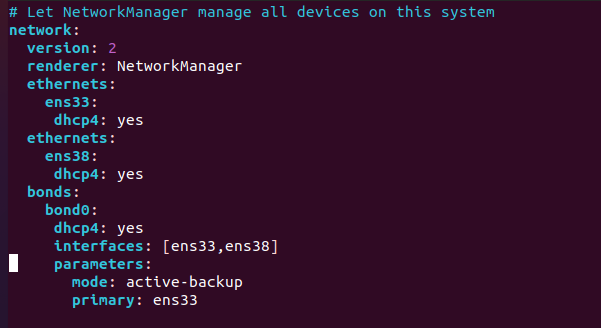 # Let NetworkManager manage all devices on this system
network:
  version: 2
  renderer: NetworkManager
  ethernets:
    ens33:
     dhcp4: yes
  ethernets:
    ens38:
     dhcp4: yes
  bonds:
    bond0:
     dhcp4: yes
     interfaces: [ens33,ens38]
     parameters:
       mode: active-backup
       primary: ens33